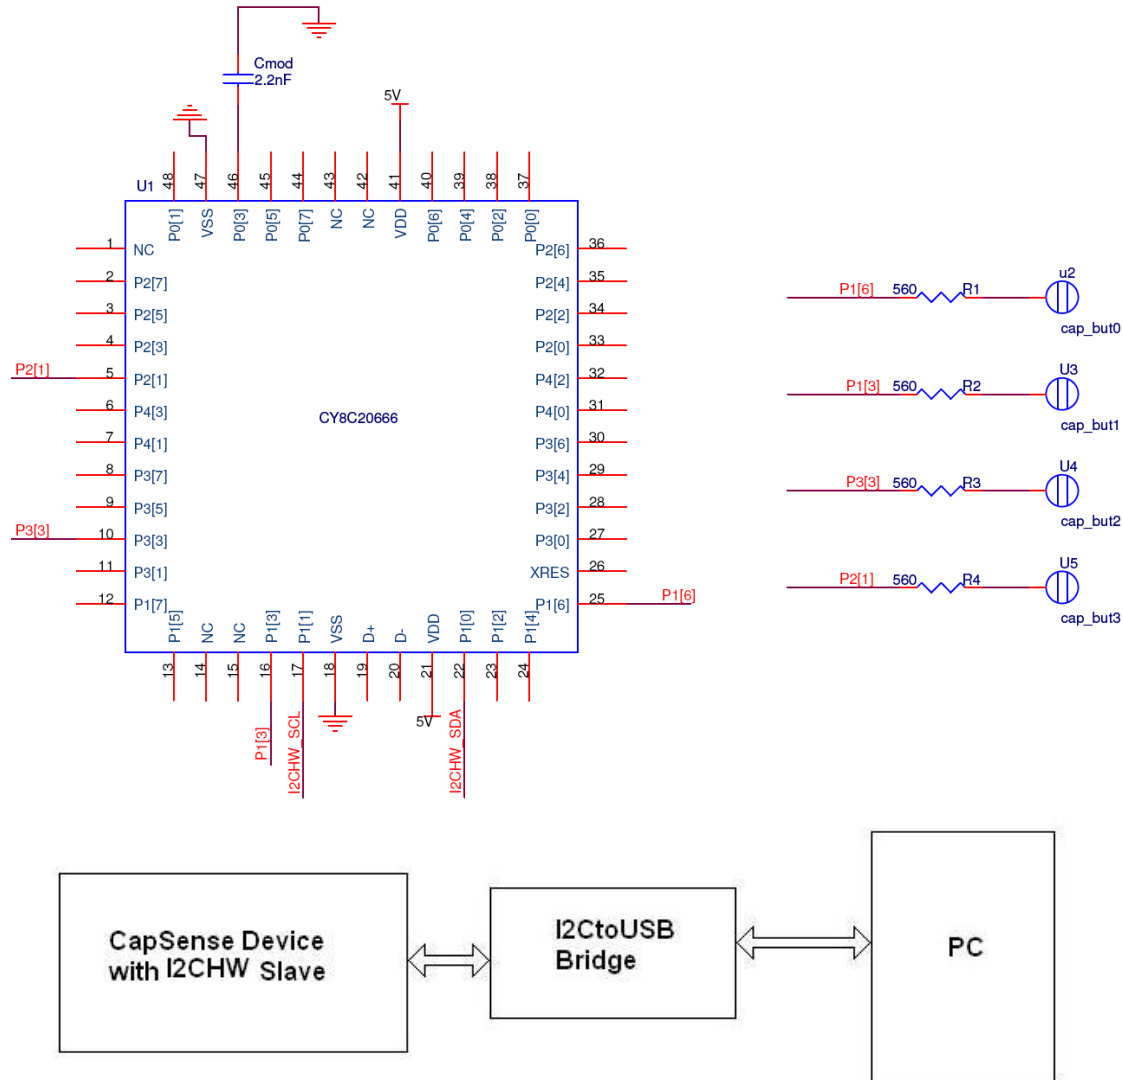 Cmod
2.2nF
5V
U1
48
47
46
45
44
43
42
41
40
39
38
37
P0[1]
VSS
P0[3]
P0[5]
P0[7]
NC
NC
VDD
P0[6]
P0[4]
P0[2]
P0[0]
1 NC
2 P2[7]
3 P2[5]
4 P2[3]
P2[1] 5 P2[1]
6 P4[3]
7 P4[1]
8 P3[7]
9 P3[5]
P3[3] 10 P3[3]
11 P3[1]
12 P1[7]
CY8C20666
P2[6] 36
P2[4] 35
P2[2] 34
P2[0] 33
P4[2] 32
P4[0] 31
P3[6] 30
P3[4] 29
P3[2] 28
P3[0] 27
XRES 26
P1[6] 25 P1[6]
P1[5]
NC
NC
P1[3]
P1[1]
VSS
D+
D-
VDD
P1[0]
P1[2]
P1[4]
13
14
15
16
17
18
19
20
21
22
23
24
P1[3]
I2CHW_SCL
5V
I2CHW_SDA
P1[6] 560 R1 u2
cap_but0
P1[3] 560 R2 U3
cap_but1
P3[3] 560 R3 U4
cap_but2
P2[1] 560 R4 U5
cap_but3
CapSense Device
with I2CHW Slave
I2CtoUSB
Bridge
PC